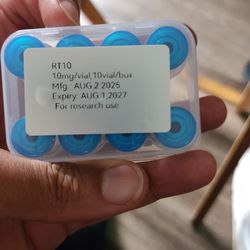 RT10
10mg/vial,10vial/box
Mfg: AUG 2 2025
Expiry: AUG.1,2027
For research use